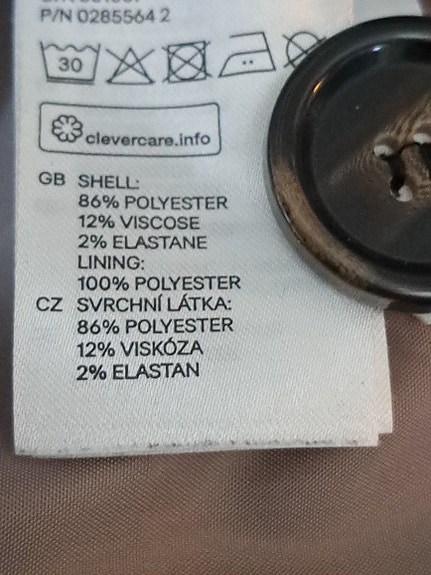 P/N 0285564 2
30
clevercare.info
GB SHELL:
86% POLYESTER
12% VISCOSE
2% ELASTANE
LINING:
100% POLYESTER
CZ SVRCHNÍ LÁTKA:
86% POLYESTER
12% VISKÓZA
2% ELASTAN